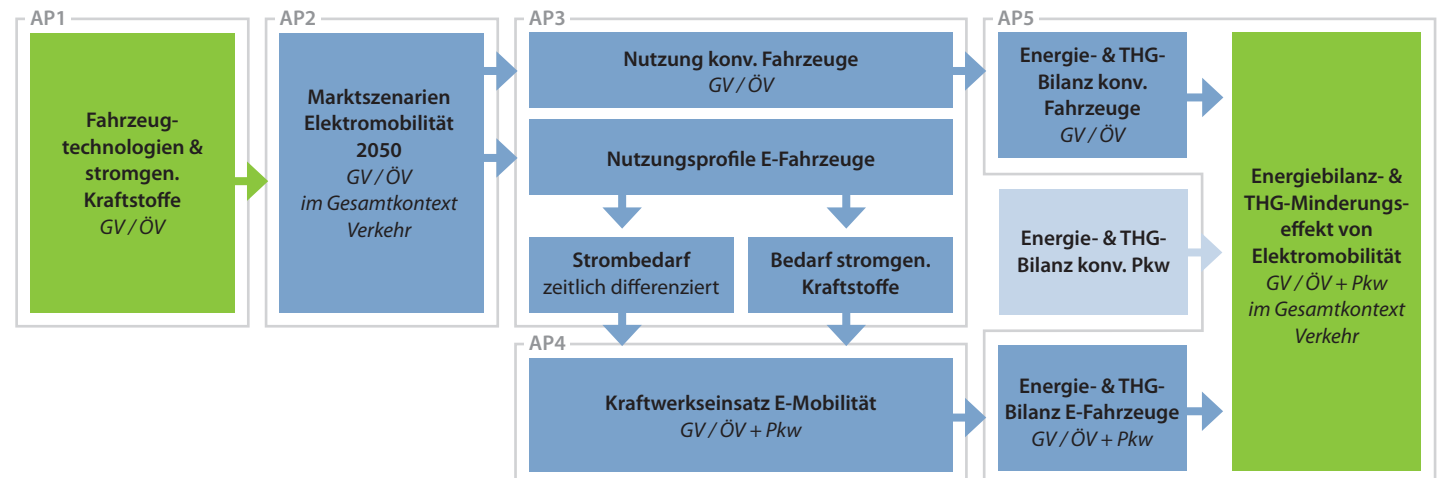 AP1
Fahrzeug-
technologien &
stromgen.
Kraftstoffe
GV / ÖV
AP2
Marktszenarien
Elektromobilität
2050
GV / ÖV
im Gesamtkontext
Verkehr
AP3
Nutzung konv. Fahrzeuge
GV / ÖV
Nutzungsprofile E-Fahrzeuge
Strombedarf
zeitlich differenziert
Bedarf stromgen.
Kraftstoffe
AP4
Kraftwerkseinsatz E-Mobilität
GV / ÖV + Pkw
AP5
Energie- & THG-
Bilanz konv.
Fahrzeuge
GV / ÖV
Energie- & THG-
Bilanz konv. Pkw
Energie- & THG-
Bilanz E-Fahrzeuge
GV / ÖV + Pkw
Energiebilanz- &
THG-Minderungs-
effekt von
Elektromobilität
GV / ÖV + Pkw
im Gesamtkontext
Verkehr